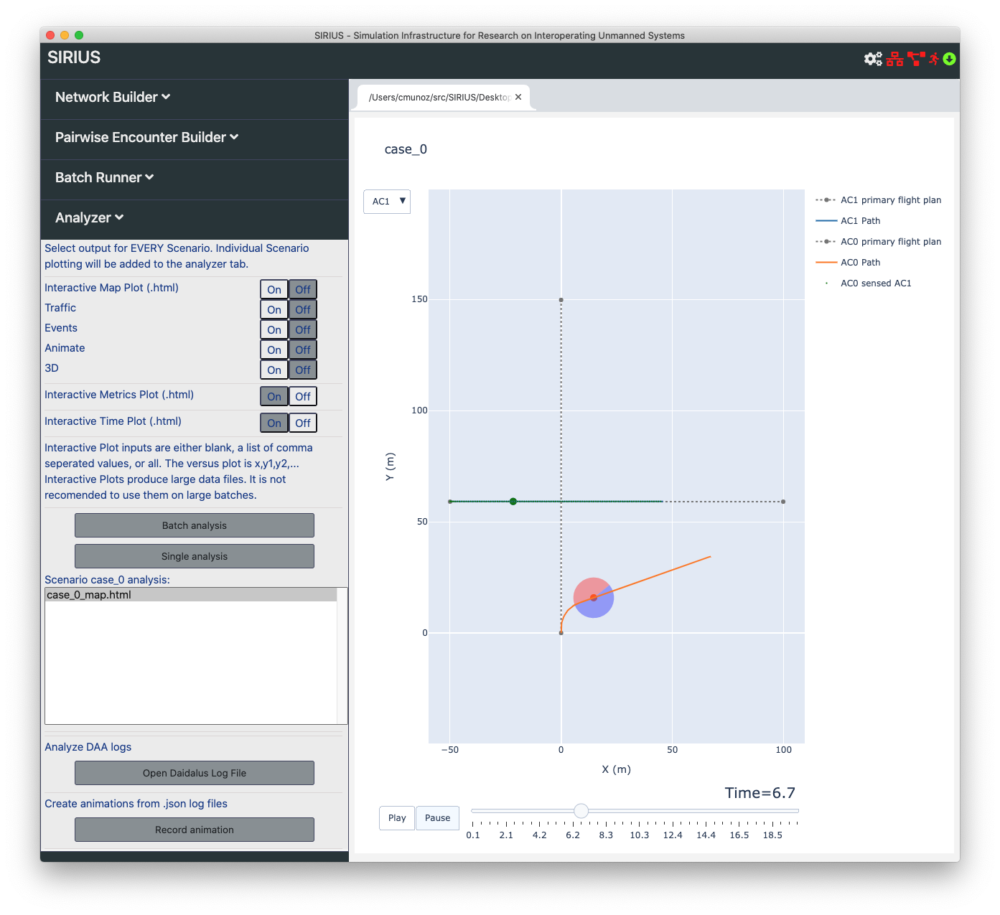 SIRIUS - Simulation Infrastructure for Research on Interoperating Unmanned Systems
SIRIUS
Network Builder
Pairwise Encounter Builder
Batch Runner
Analyzer
Select output for EVERY Scenario. Individual Scenario
plotting will be added to the analyzer tab.
Interactive Map Plot (.html) On Off
Traffic On Off
Events On Off
Animate On Off
3D On Off
Interactive Metrics Plot (.html) On Off
Interactive Time Plot (.html) On Off
Interactive Plot inputs are either blank, a list of comma
seperated values, or all. The versus plot is x,y1,y2,...
Interactive Plots produce large data files. It is not
recomended to use them on large batches.
Batch analysis
Single analysis
Scenario case_0 analysis:
case_0_map.html
Analyze DAA logs
Open Daidalus Log File
Create animations from .json log files
Record animation
/Users/cmunoz/src/SIRIUS/Desktop
case_0
AC1
AC1 primary flight plan
AC1 Path
AC0 primary flight plan
AC0 Path
AC0 sensed AC1
150
100
50
0
Y (m)
−50 0 50 100
X (m)
Time=6.7
Play Pause
0.1 2.1 4.2 6.2 8.3 10.3 12.4 14.4 16.5 18.5